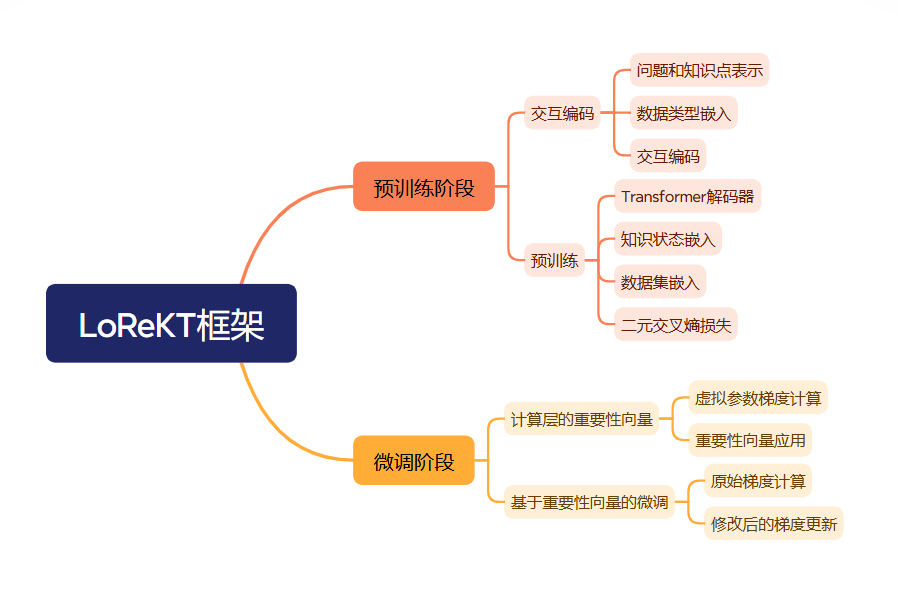 LoReKT框架
预训练阶段
交互编码
问题和知识点表示
数据类型嵌入
交互编码
预训练
Transformer解码器
知识状态嵌入
数据集嵌入
二元交叉熵损失
微调阶段
计算层的重要性向量
虚拟参数梯度计算
重要性向量应用
基于重要性向量的微调
原始梯度计算
修改后的梯度更新